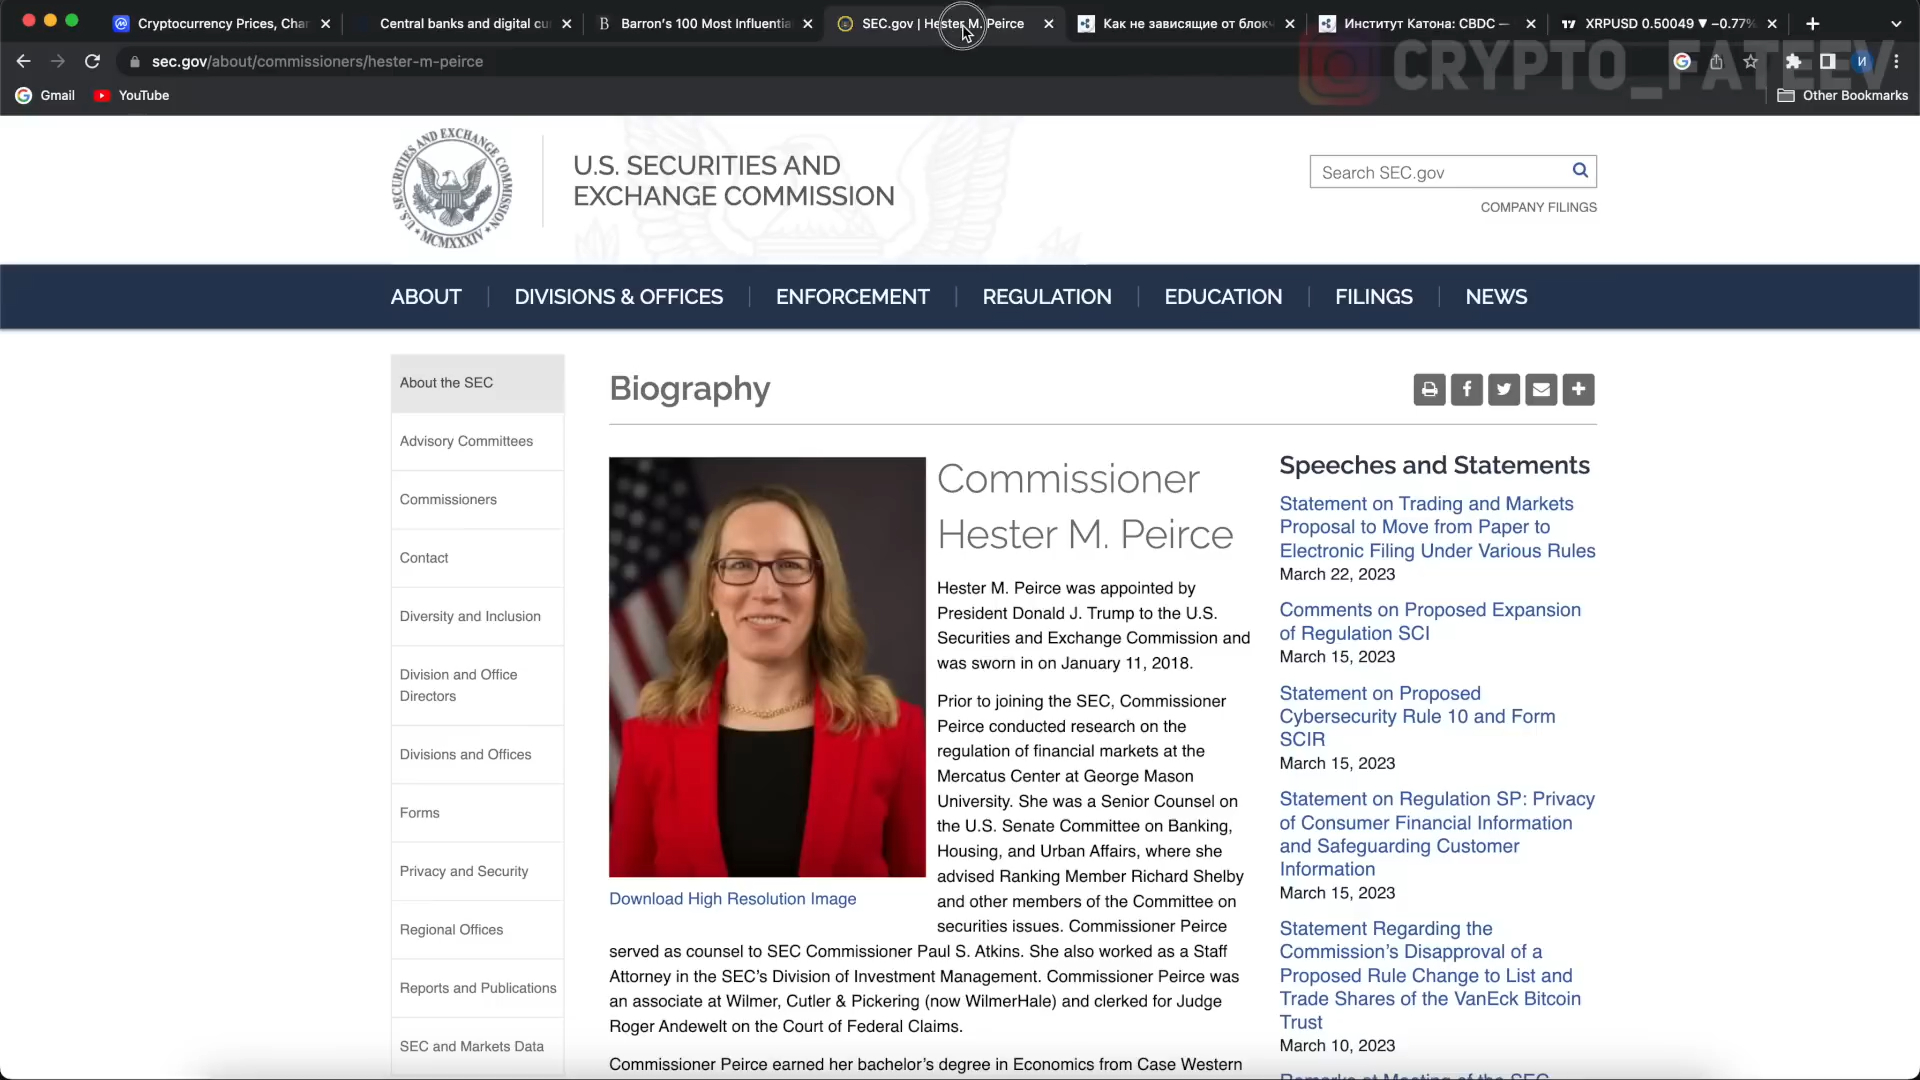 Cryptocurrency Prices, Char
Central banks and digital cu
Barron's 100 Most Influentia
SEC.gov | Hester M. Peirce
Как не зависящие от блокч
Институт Катона: CBDC —
XRPUSD 0.50049 ▼ −0.77%
sec.gov/about/commissioners/hester-m-peirce
CRYPTO_FATEEV
Gmail
YouTube
Other Bookmarks
SECURITIES AND EXCHANGE COMMISSION
MCMXXXIV
U.S. SECURITIES AND
EXCHANGE COMMISSION
Search SEC.gov
COMPANY FILINGS
ABOUT
DIVISIONS & OFFICES
ENFORCEMENT
REGULATION
EDUCATION
FILINGS
NEWS
About the SEC
Advisory Committees
Commissioners
Contact
Diversity and Inclusion
Division and Office
Directors
Divisions and Offices
Forms
Privacy and Security
Regional Offices
Reports and Publications
SEC and Markets Data
Biography
Download High Resolution Image
Commissioner
Hester M. Peirce
Hester M. Peirce was appointed by
President Donald J. Trump to the U.S.
Securities and Exchange Commission and
was sworn in on January 11, 2018.
Prior to joining the SEC, Commissioner
Peirce conducted research on the
regulation of financial markets at the
Mercatus Center at George Mason
University. She was a Senior Counsel on
the U.S. Senate Committee on Banking,
Housing, and Urban Affairs, where she
advised Ranking Member Richard Shelby
and other members of the Committee on
securities issues. Commissioner Peirce
served as counsel to SEC Commissioner Paul S. Atkins. She also worked as a Staff
Attorney in the SEC's Division of Investment Management. Commissioner Peirce was
an associate at Wilmer, Cutler & Pickering (now WilmerHale) and clerked for Judge
Roger Andewelt on the Court of Federal Claims.
Commissioner Peirce earned her bachelor's degree in Economics from Case Western
Speeches and Statements
Statement on Trading and Markets
Proposal to Move from Paper to
Electronic Filing Under Various Rules
March 22, 2023
Comments on Proposed Expansion
of Regulation SCI
March 15, 2023
Statement on Proposed
Cybersecurity Rule 10 and Form
SCIR
March 15, 2023
Statement on Regulation SP: Privacy
of Consumer Financial Information
and Safeguarding Customer
Information
March 15, 2023
Statement Regarding the
Commission's Disapproval of a
Proposed Rule Change to List and
Trade Shares of the VanEck Bitcoin
Trust
March 10, 2023
Remarks at Meeting of the SEC